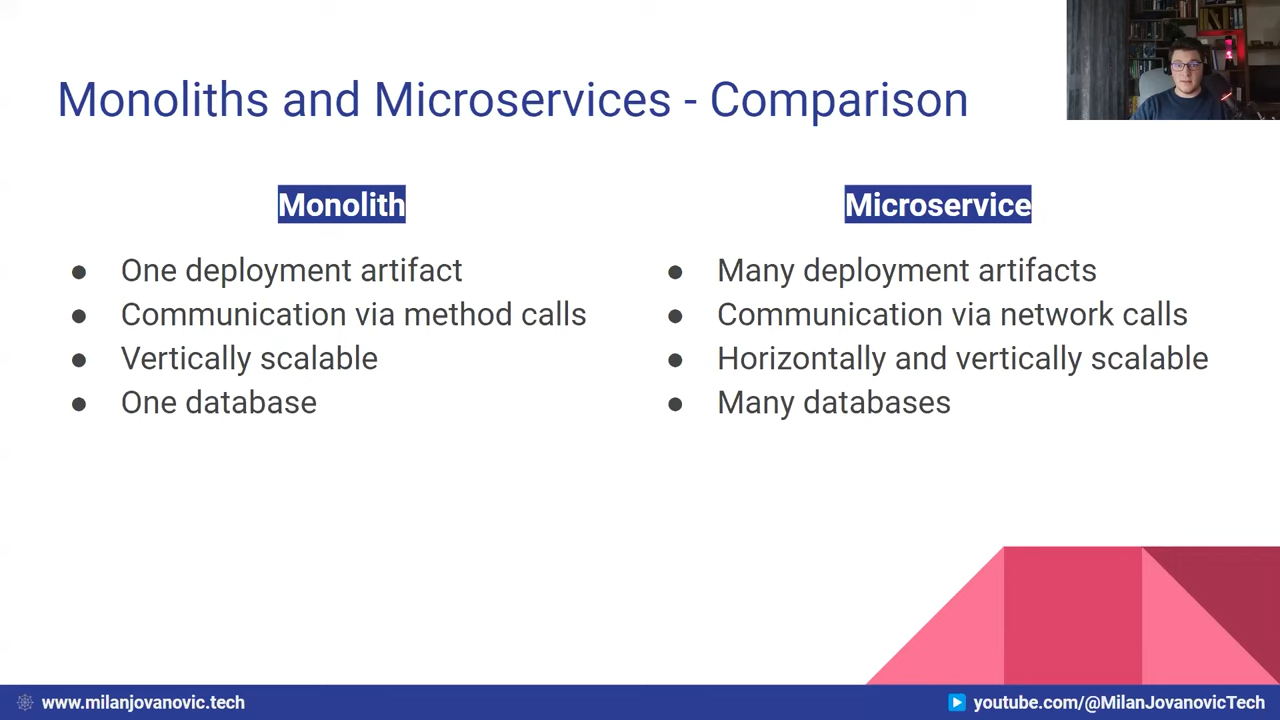 Monoliths and Microservices - Comparison
Monolith
● One deployment artifact
● Communication via method calls
● Vertically scalable
● One database
Microservice
● Many deployment artifacts
● Communication via network calls
● Horizontally and vertically scalable
● Many databases
www.milanjovanovic.tech
youtube.com/@MilanJovanovicTech